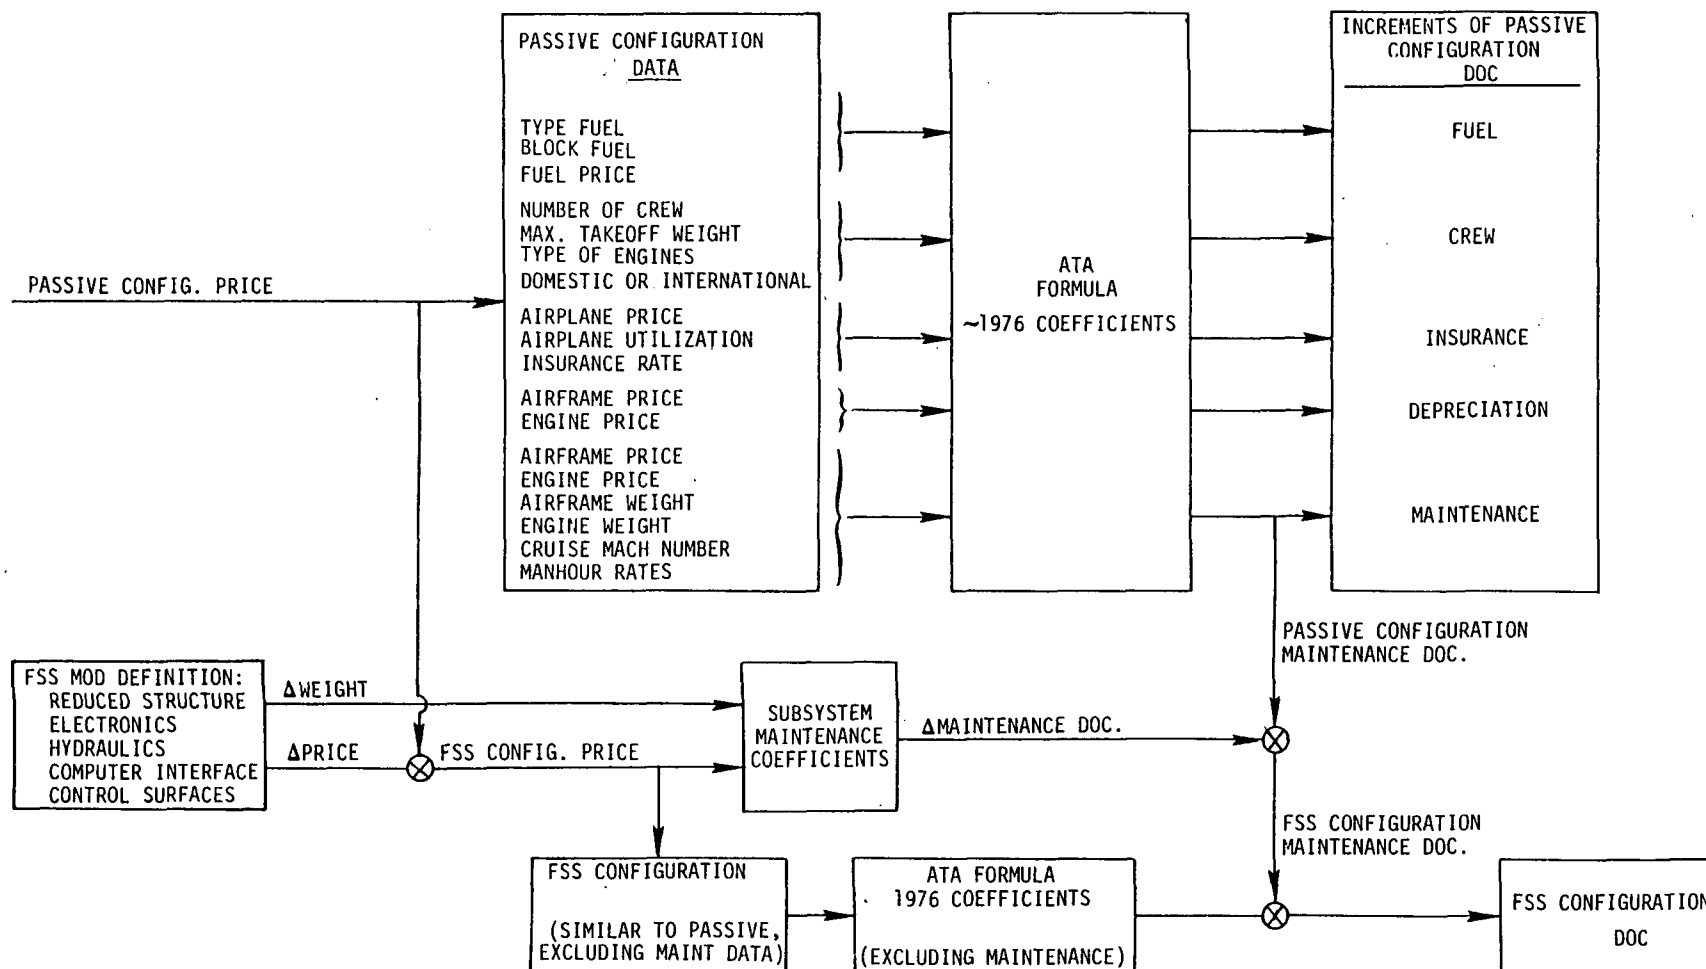 PASSIVE CONFIGURATION
DATA
TYPE FUEL
BLOCK FUEL
FUEL PRICE
NUMBER OF CREW
MAX. TAKEOFF WEIGHT
TYPE OF ENGINES
DOMESTIC OR INTERNATIONAL
AIRPLANE PRICE
AIRPLANE UTILIZATION
INSURANCE RATE
AIRFRAME PRICE
ENGINE PRICE
AIRFRAME PRICE
ENGINE PRICE
AIRFRAME WEIGHT
ENGINE WEIGHT
CRUISE MACH NUMBER
MANHOUR RATES
ATA
FORMULA
~1976 COEFFICIENTS
INCREMENTS OF PASSIVE
CONFIGURATION
DOC
FUEL
CREW
INSURANCE
DEPRECIATION
MAINTENANCE
PASSIVE CONFIG. PRICE
PASSIVE CONFIGURATION
MAINTENANCE DOC.
FSS MOD DEFINITION:
REDUCED STRUCTURE
ELECTRONICS
HYDRAULICS
COMPUTER INTERFACE
CONTROL SURFACES
ΔWEIGHT
ΔPRICE
FSS CONFIG. PRICE
SUBSYSTEM
MAINTENANCE
COEFFICIENTS
ΔMAINTENANCE DOC.
FSS CONFIGURATION
MAINTENANCE DOC.
FSS CONFIGURATION
(SIMILAR TO PASSIVE,
EXCLUDING MAINT DATA)
ATA FORMULA
1976 COEFFICIENTS
(EXCLUDING MAINTENANCE)
FSS CONFIGURATION
DOC